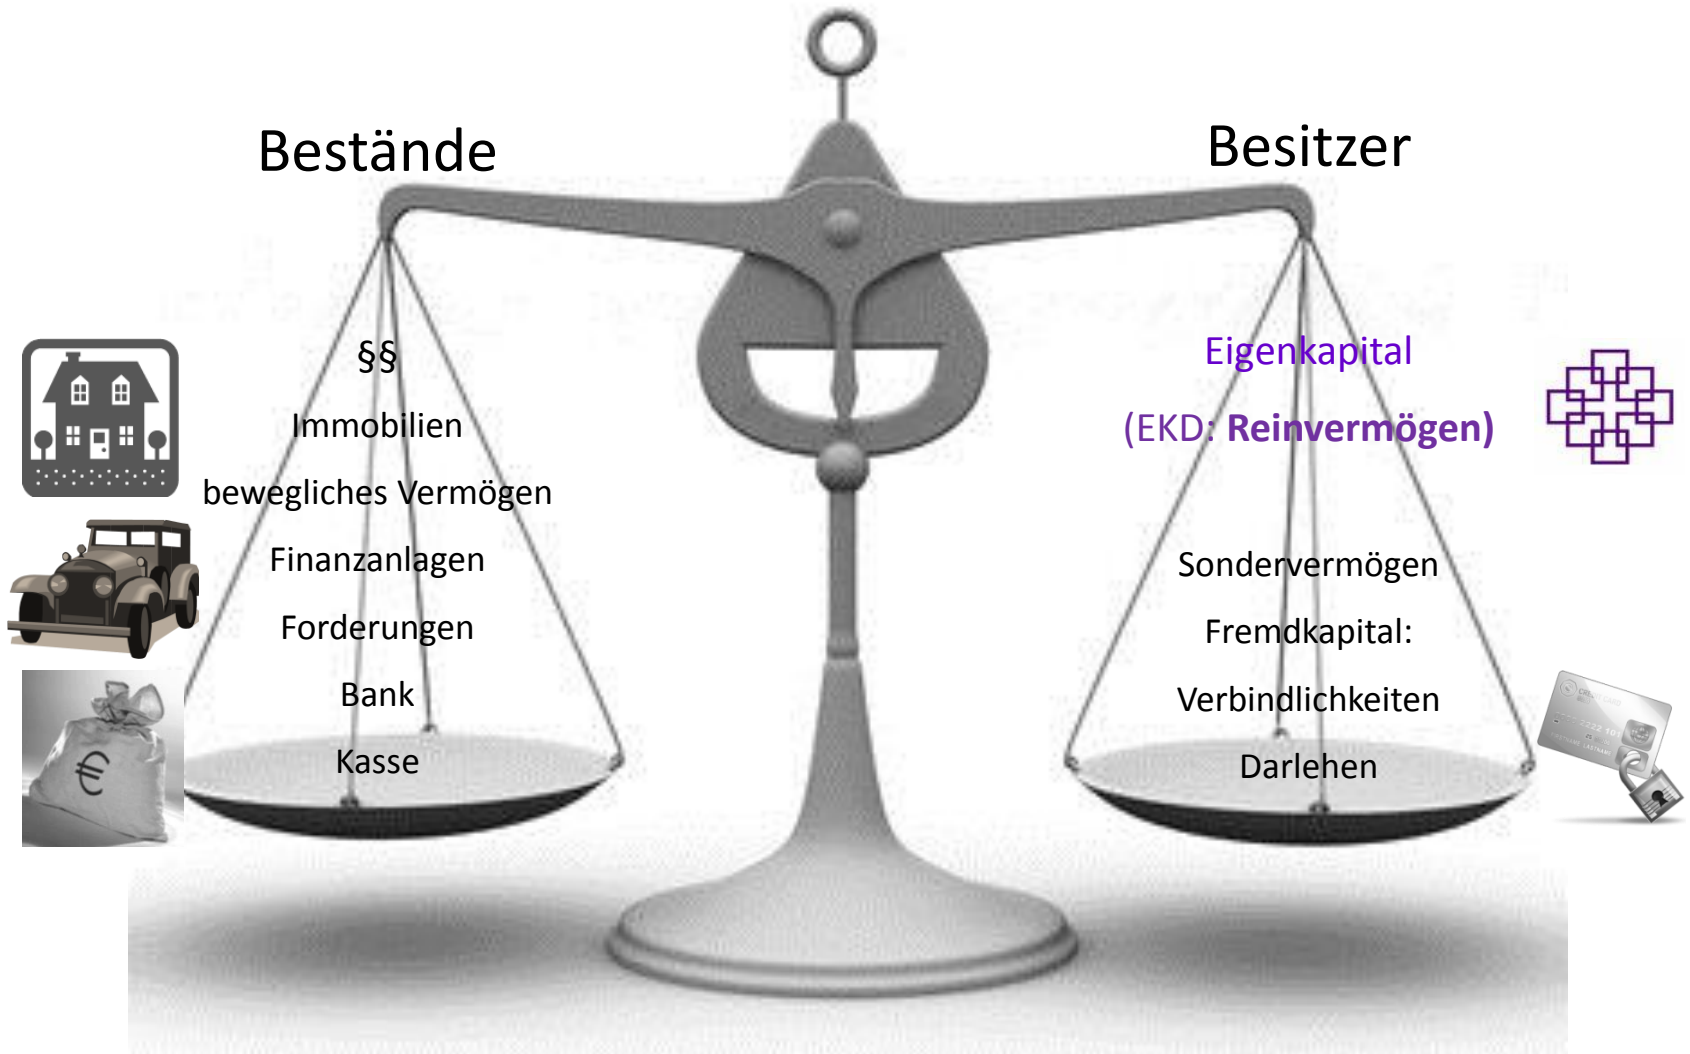 Bestände
§§
Immobilien
bewegliches Vermögen
Finanzanlagen
Forderungen
Bank
Kasse
€
Besitzer
Eigenkapital
(EKD: Reinvermögen)
Sondervermögen
Fremdkapital:
Verbindlichkeiten
Darlehen